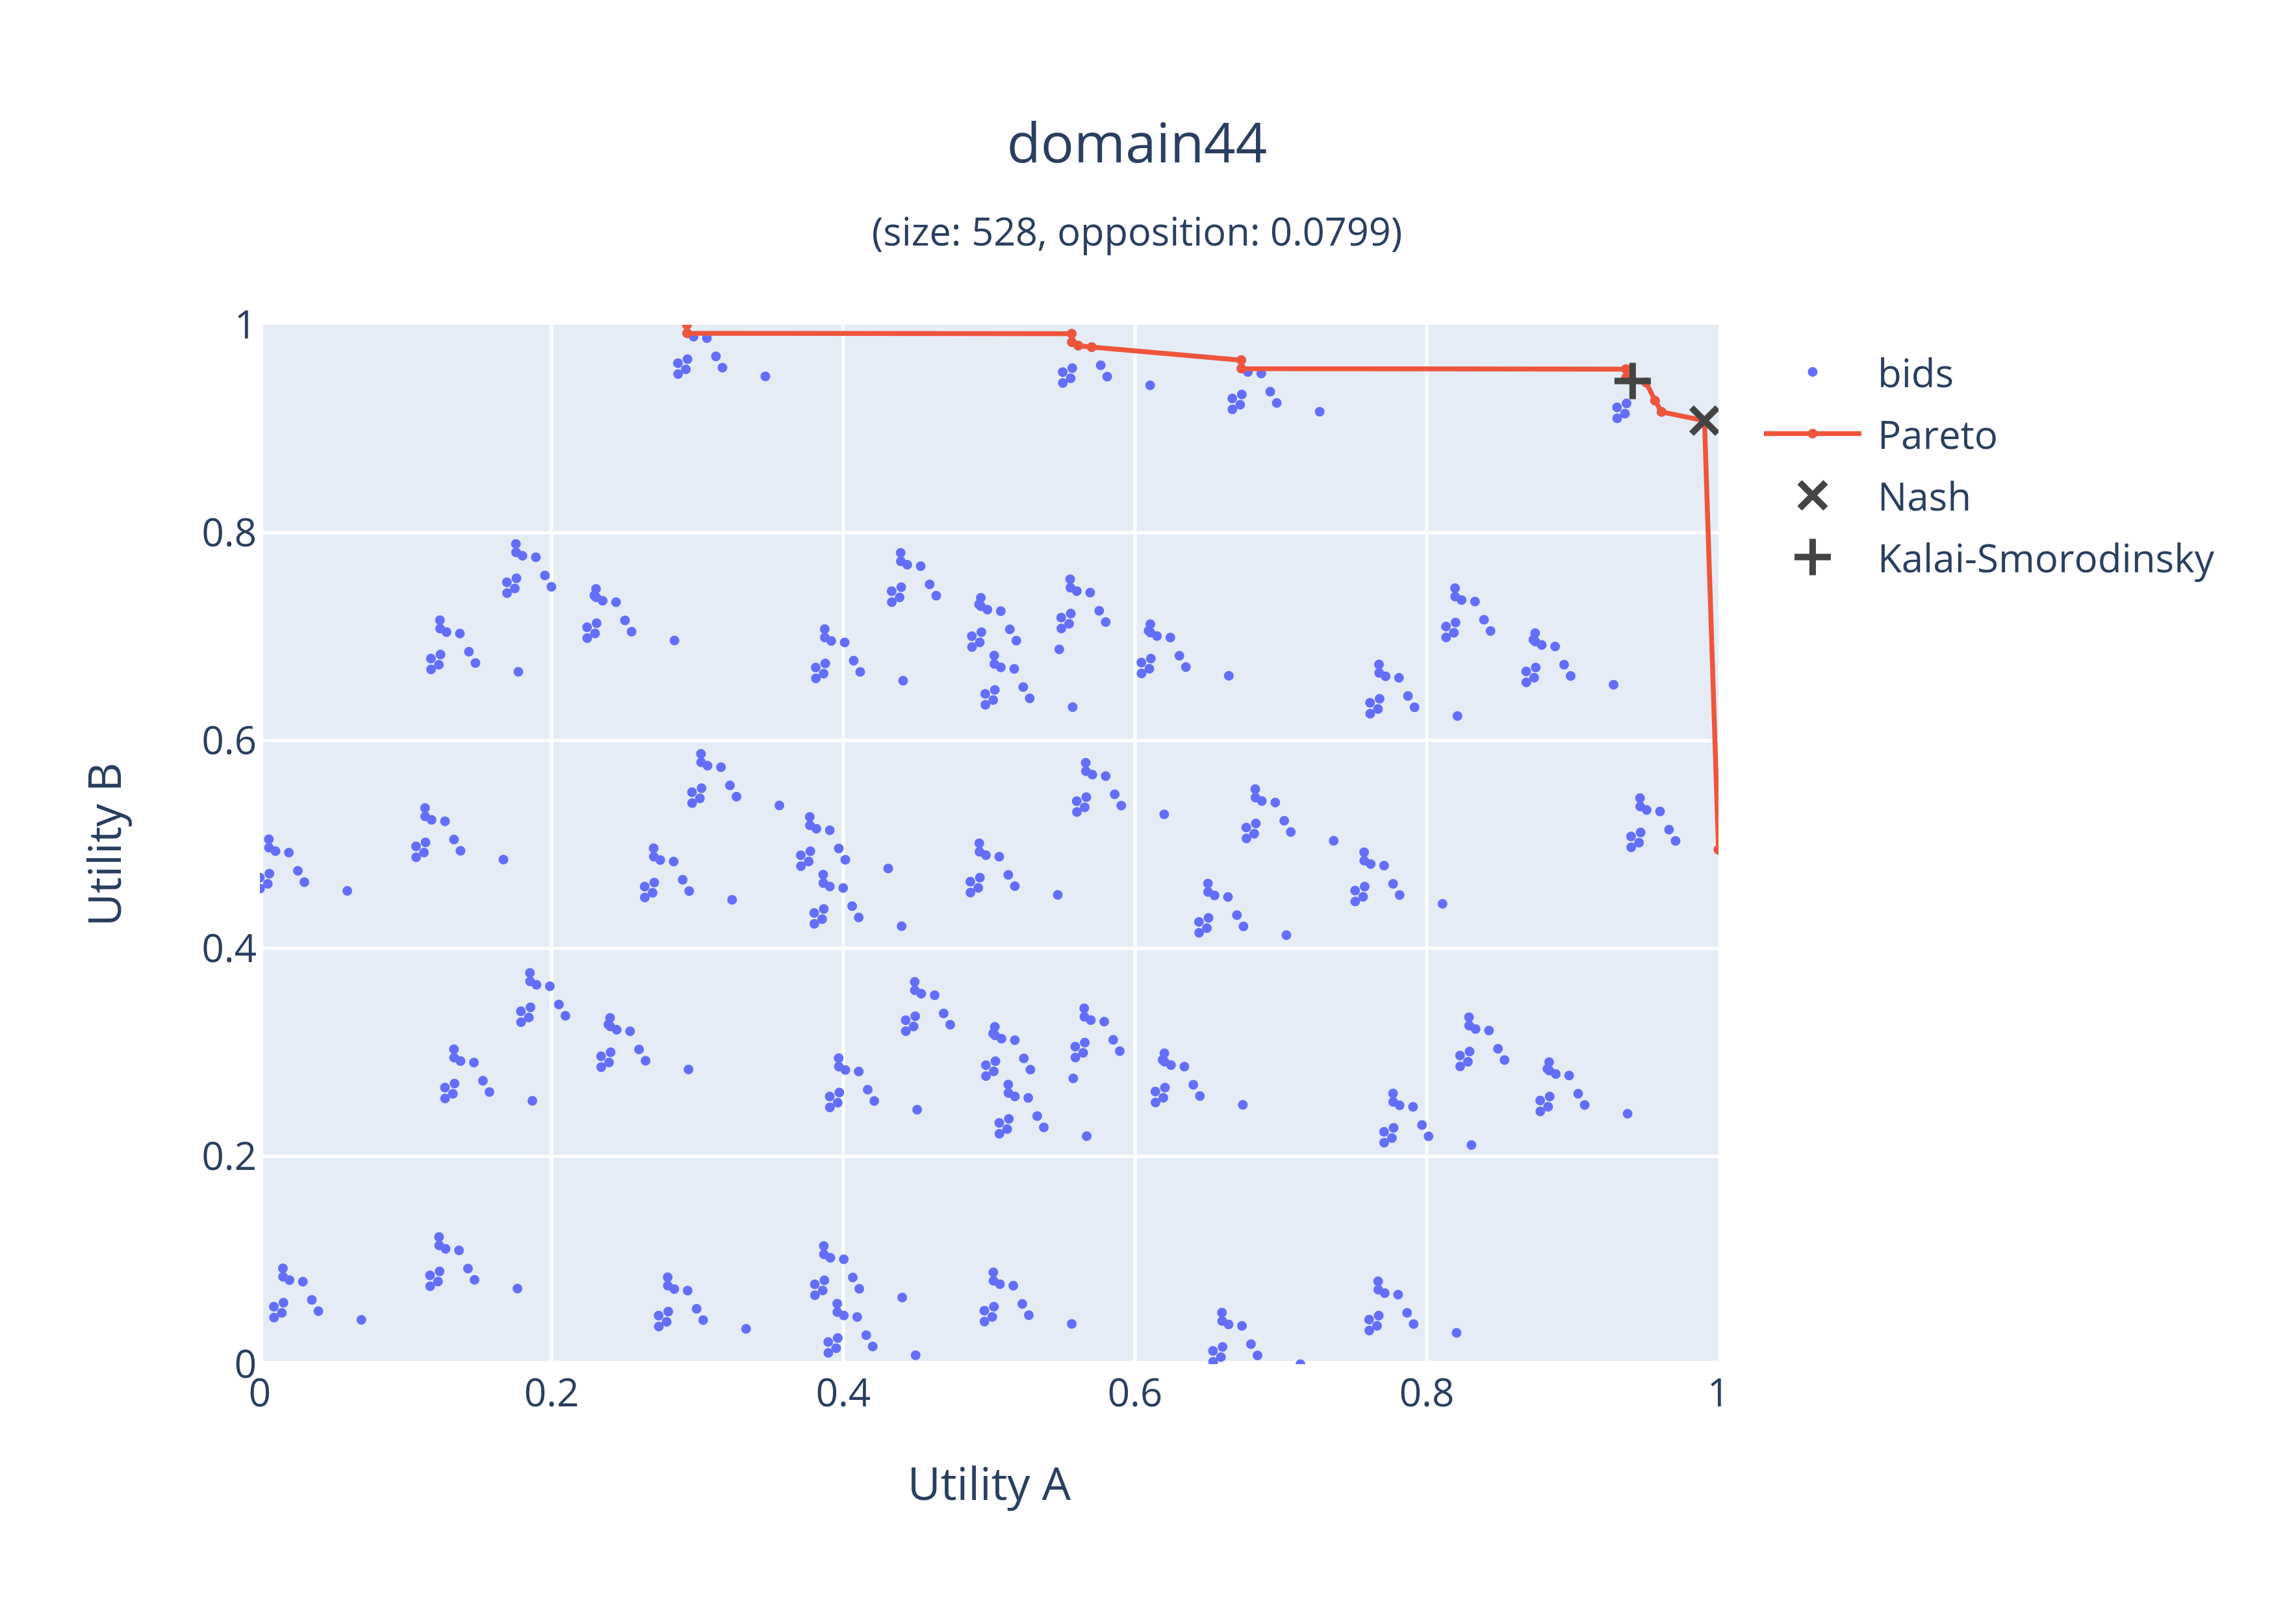 domain44
(size: 528, opposition: 0.0799)
1
0.8
0.6
0.4
0.2
0
0 0.2 0.4 0.6 0.8 1
Utility A
Utility B
bids
Pareto
Nash
Kalai-Smorodinsky